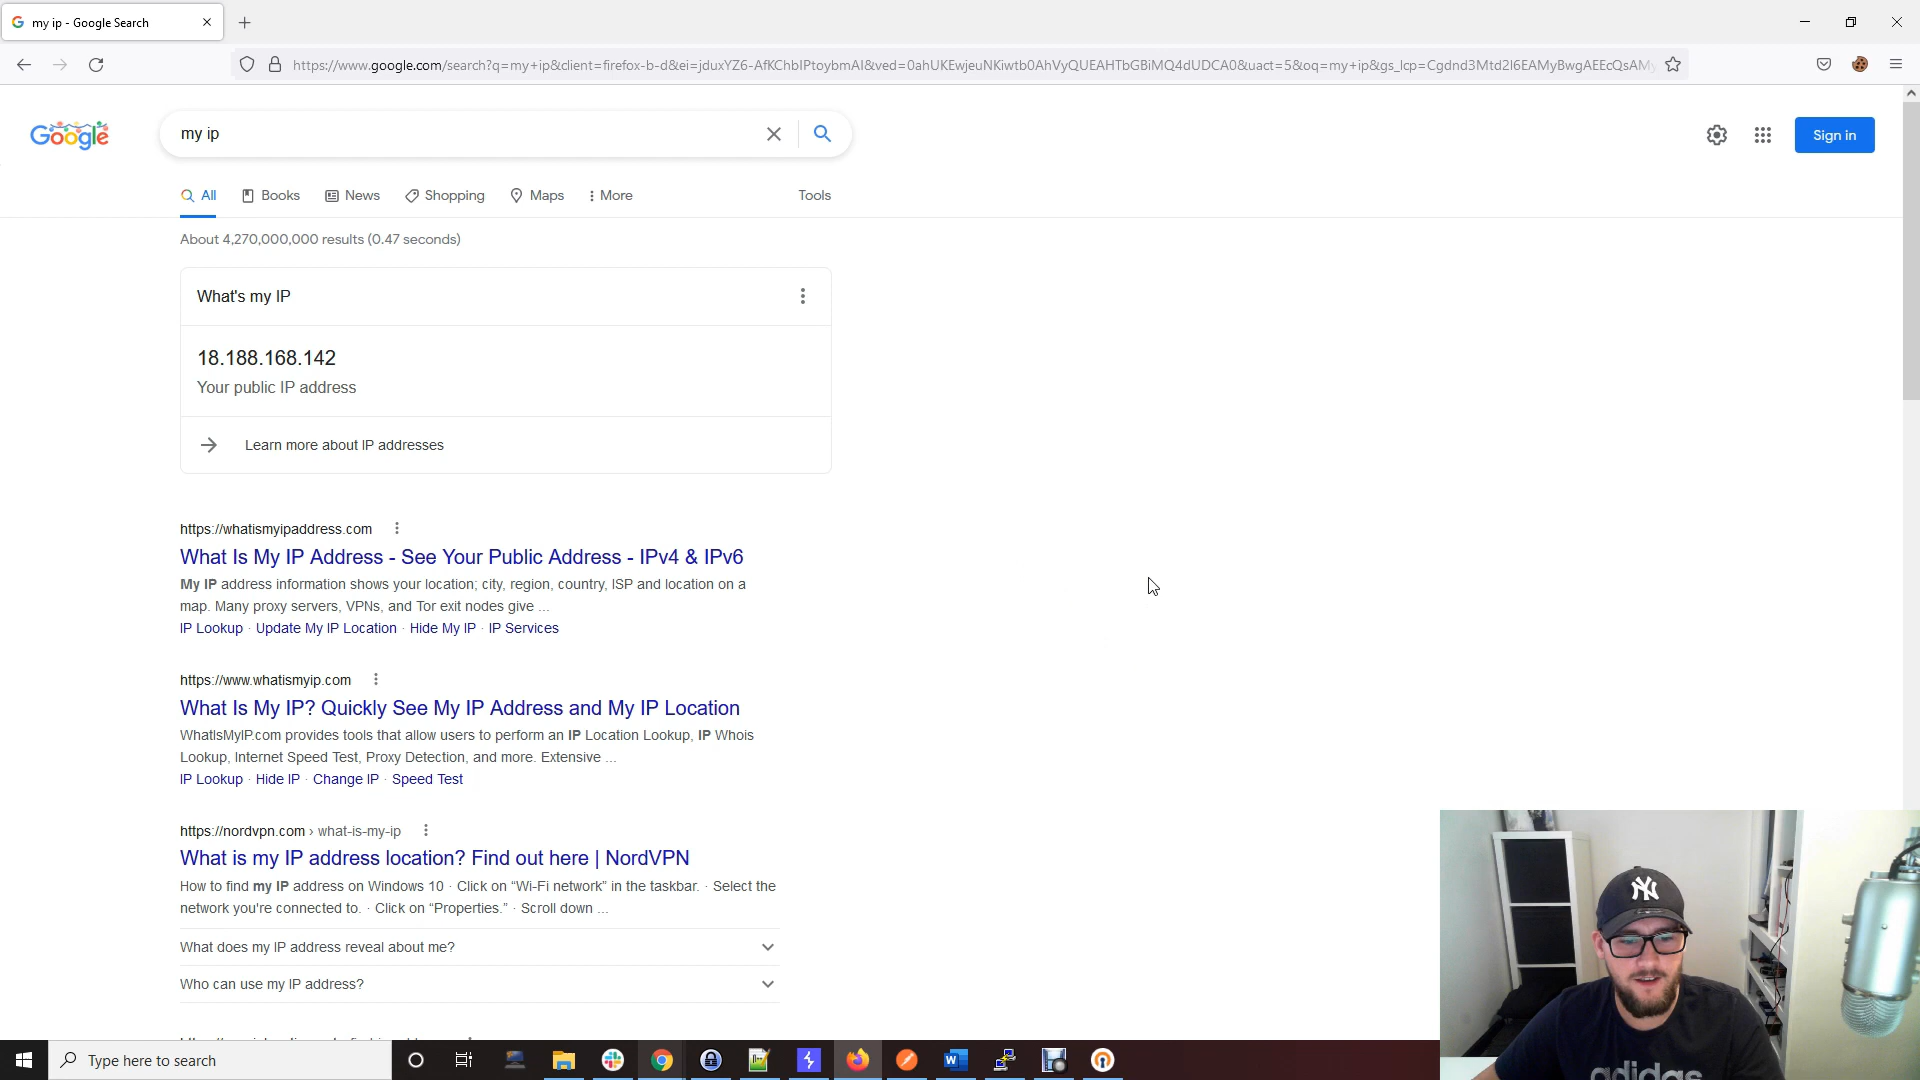 my ip - Google Search
https://www.google.com/search?q=my+ip&client=firefox-b-d&ei=jduxYZ6-AfKChbIPtoybmAI&ved=0ahUKEwjeuNKiwtb0AhVyQUEAHTbGBiMQ4dUDCA0&uact=5&oq=my+ip&gs_lcp=Cgdnd3Mtd2l6EAMyBwgAEEcQsAMy
Google
my ip
Sign in
All Books News Shopping Maps More Tools
About 4,270,000,000 results (0.47 seconds)
What's my IP
18.188.168.142
Your public IP address
Learn more about IP addresses
https://whatismyipaddress.com
What Is My IP Address - See Your Public Address - IPv4 & IPv6
My IP address information shows your location; city, region, country, ISP and location on a
map. Many proxy servers, VPNs, and Tor exit nodes give ...
IP Lookup · Update My IP Location · Hide My IP · IP Services
https://www.whatismyip.com
What Is My IP? Quickly See My IP Address and My IP Location
WhatIsMyIP.com provides tools that allow users to perform an IP Location Lookup, IP Whois
Lookup, Internet Speed Test, Proxy Detection, and more. Extensive ...
IP Lookup · Hide IP · Change IP · Speed Test
https://nordvpn.com › what-is-my-ip
What is my IP address location? Find out here | NordVPN
How to find my IP address on Windows 10 · Click on “Wi-Fi network” in the taskbar. · Select the
network you're connected to. · Click on “Properties.” · Scroll down ...
What does my IP address reveal about me?
Who can use my IP address?
NY
adidas
Type here to search